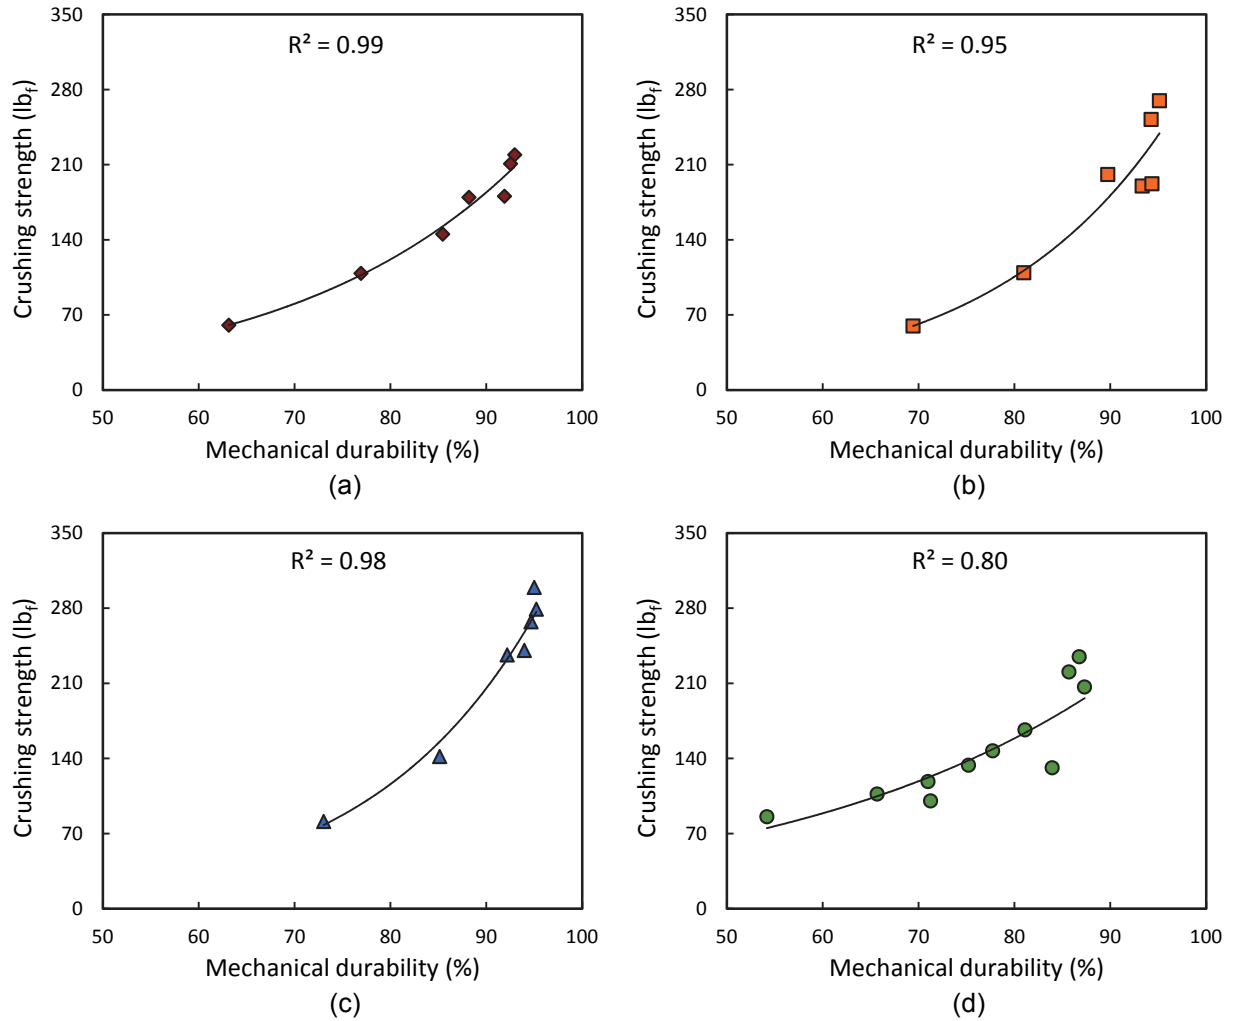 350
280
210
140
70
0
Crushing strength (lbf)
R² = 0.99
50 60 70 80 90 100
Mechanical durability (%)
(a)
350
280
210
140
70
0
Crushing strength (lbf)
R² = 0.95
50 60 70 80 90 100
Mechanical durability (%)
(b)
350
280
210
140
70
0
Crushing strength (lbf)
R² = 0.98
50 60 70 80 90 100
Mechanical durability (%)
(c)
350
280
210
140
70
0
Crushing strength (lbf)
R² = 0.80
50 60 70 80 90 100
Mechanical durability (%)
(d)